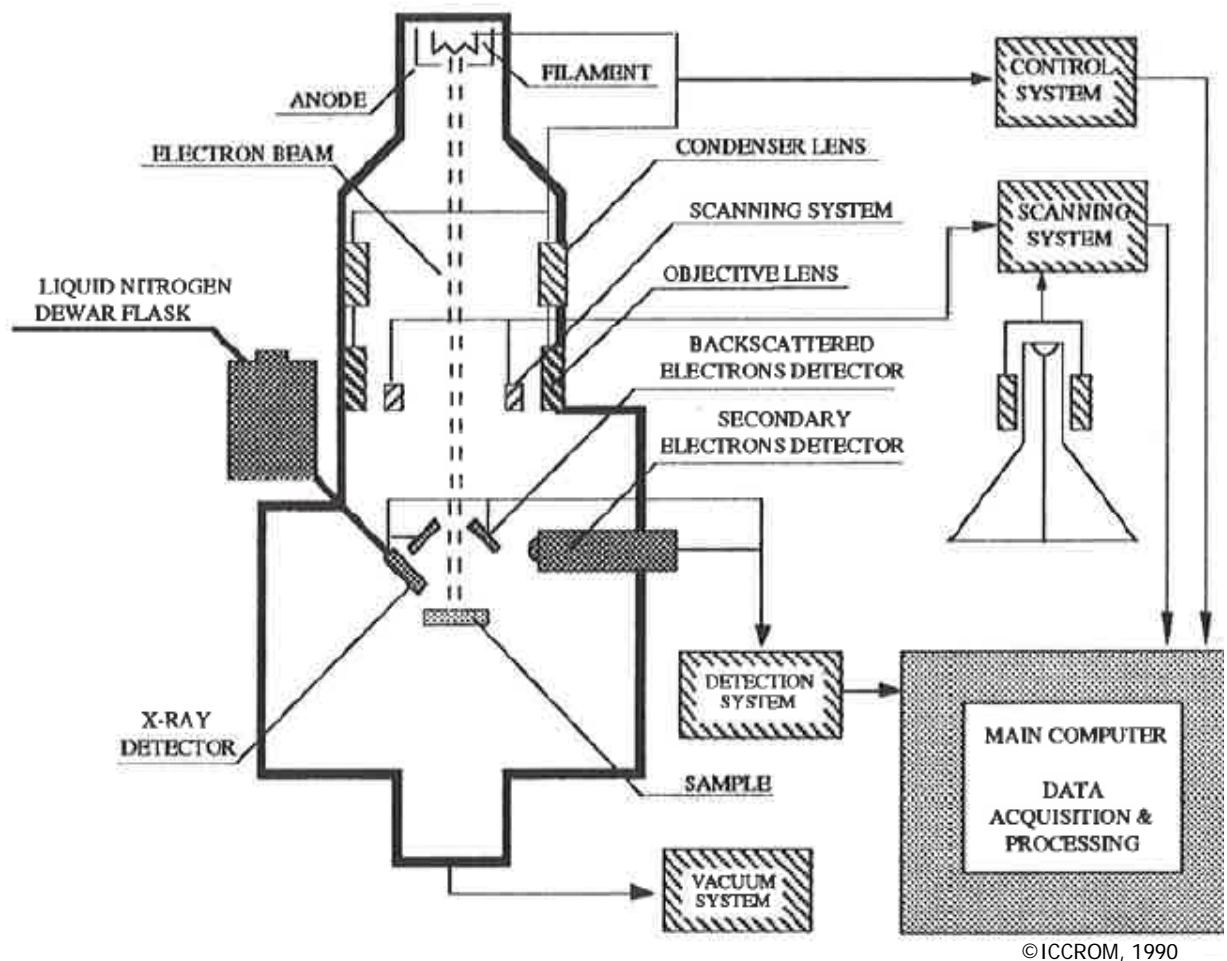 FILAMENT
ANODE
ELECTRON BEAM
CONDENSER LENS
SCANNING SYSTEM
OBJECTIVE LENS
LIQUID NITROGEN
DEWAR FLASK
BACKSCATTERED
ELECTRONS DETECTOR
SECONDARY
ELECTRONS DETECTOR
CONTROL
SYSTEM
SCANNING
SYSTEM
X-RAY
DETECTOR
SAMPLE
DETECTION
SYSTEM
VACUUM
SYSTEM
MAIN COMPUTER
DATA
ACQUISITION &
PROCESSING
©ICCROM, 1990